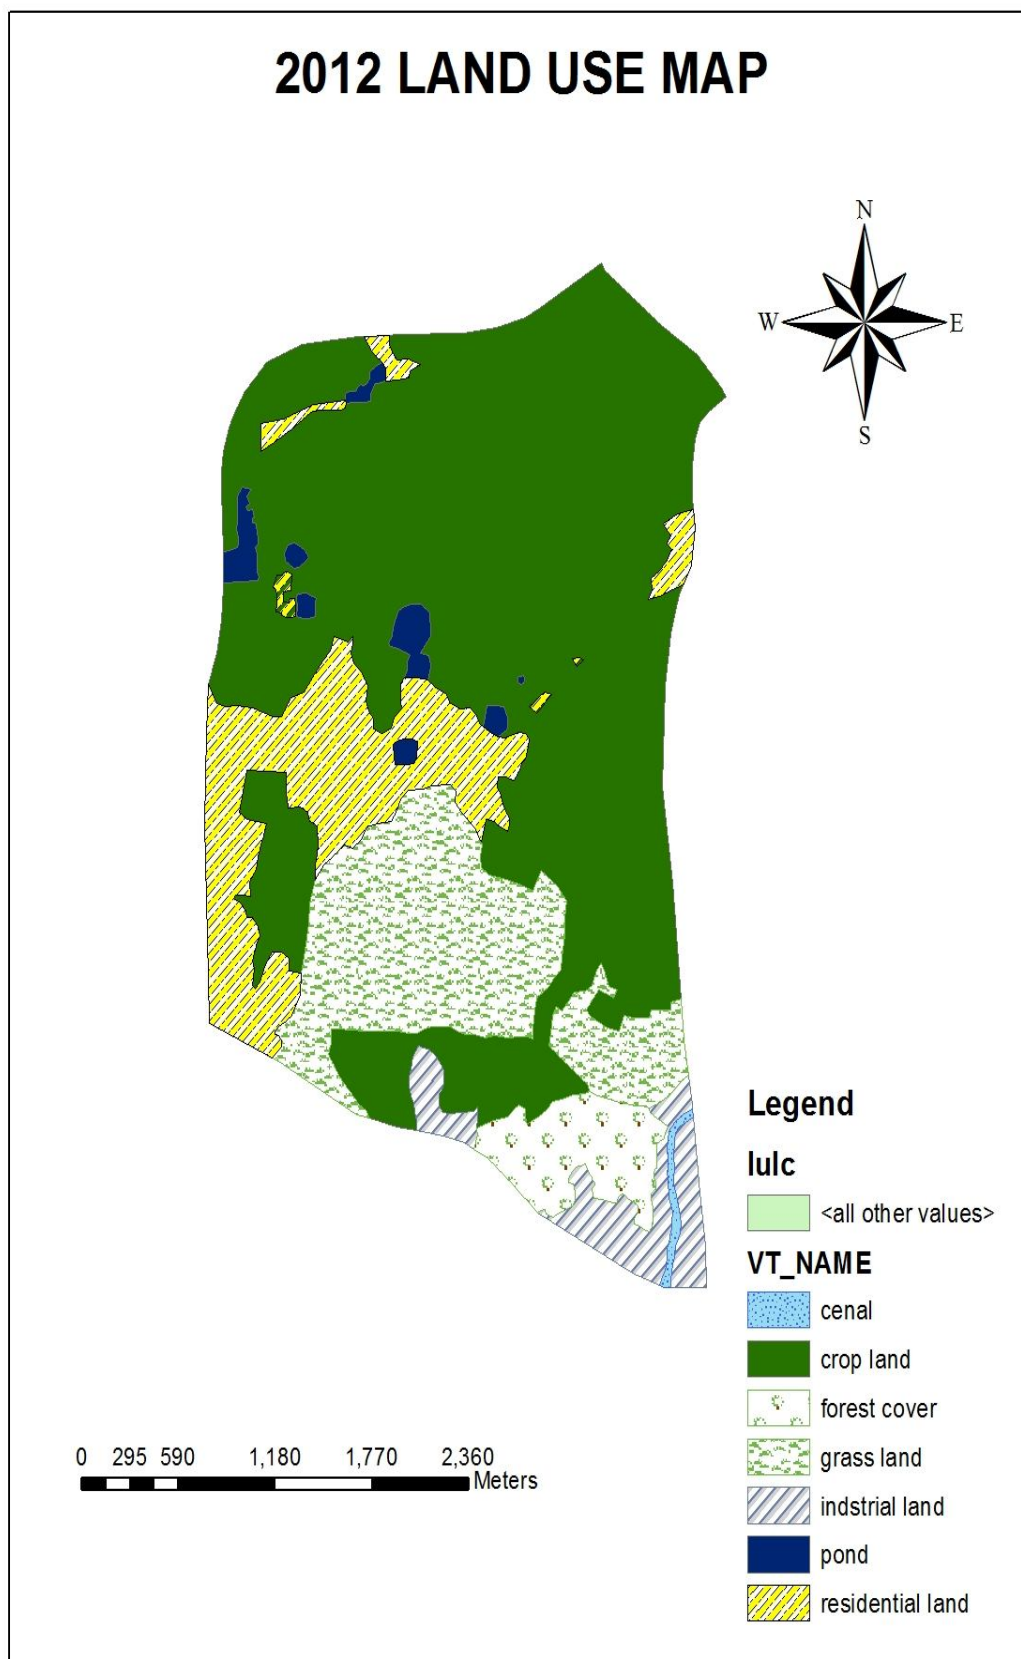 2012 LAND USE MAP
N
W E
S
Legend
lulc
<all other values>
VT_NAME
cenal
crop land
forest cover
grass land
indstrial land
pond
residential land
0 295 590 1,180 1,770 2,360
Meters